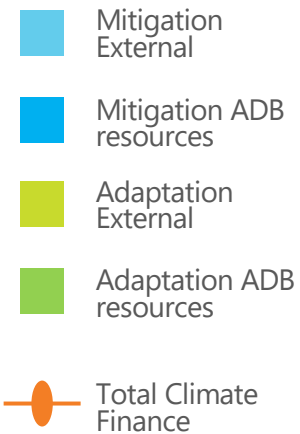 Mitigation
External
Mitigation ADB
resources
Adaptation
External
Adaptation ADB
resources
Total Climate
Finance